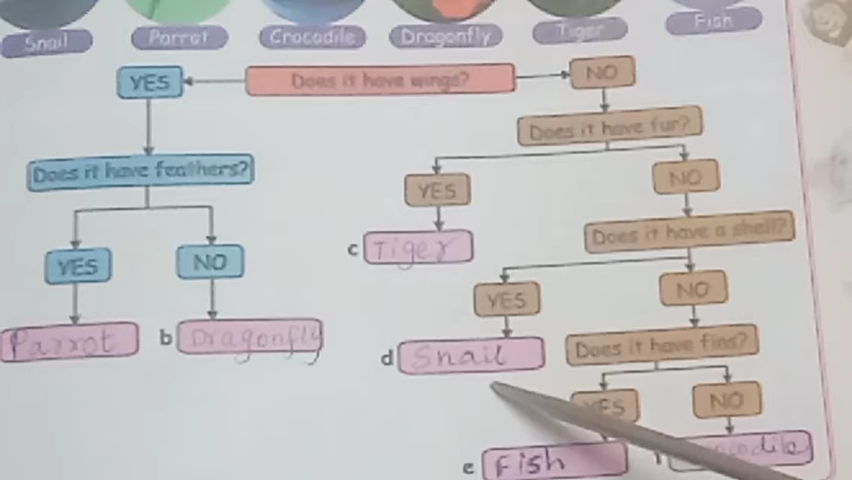 Snail Parrot Crocodile Dragonfly Tiger Fish
YES Does it have wings? NO
Does it have fur?
Does it have feathers?
YES NO
c Tiger
Does it have a shell?
YES NO
YES NO
Parrot b Dragonfly
d Snail
Does it have fins?
YES NO
e Fish